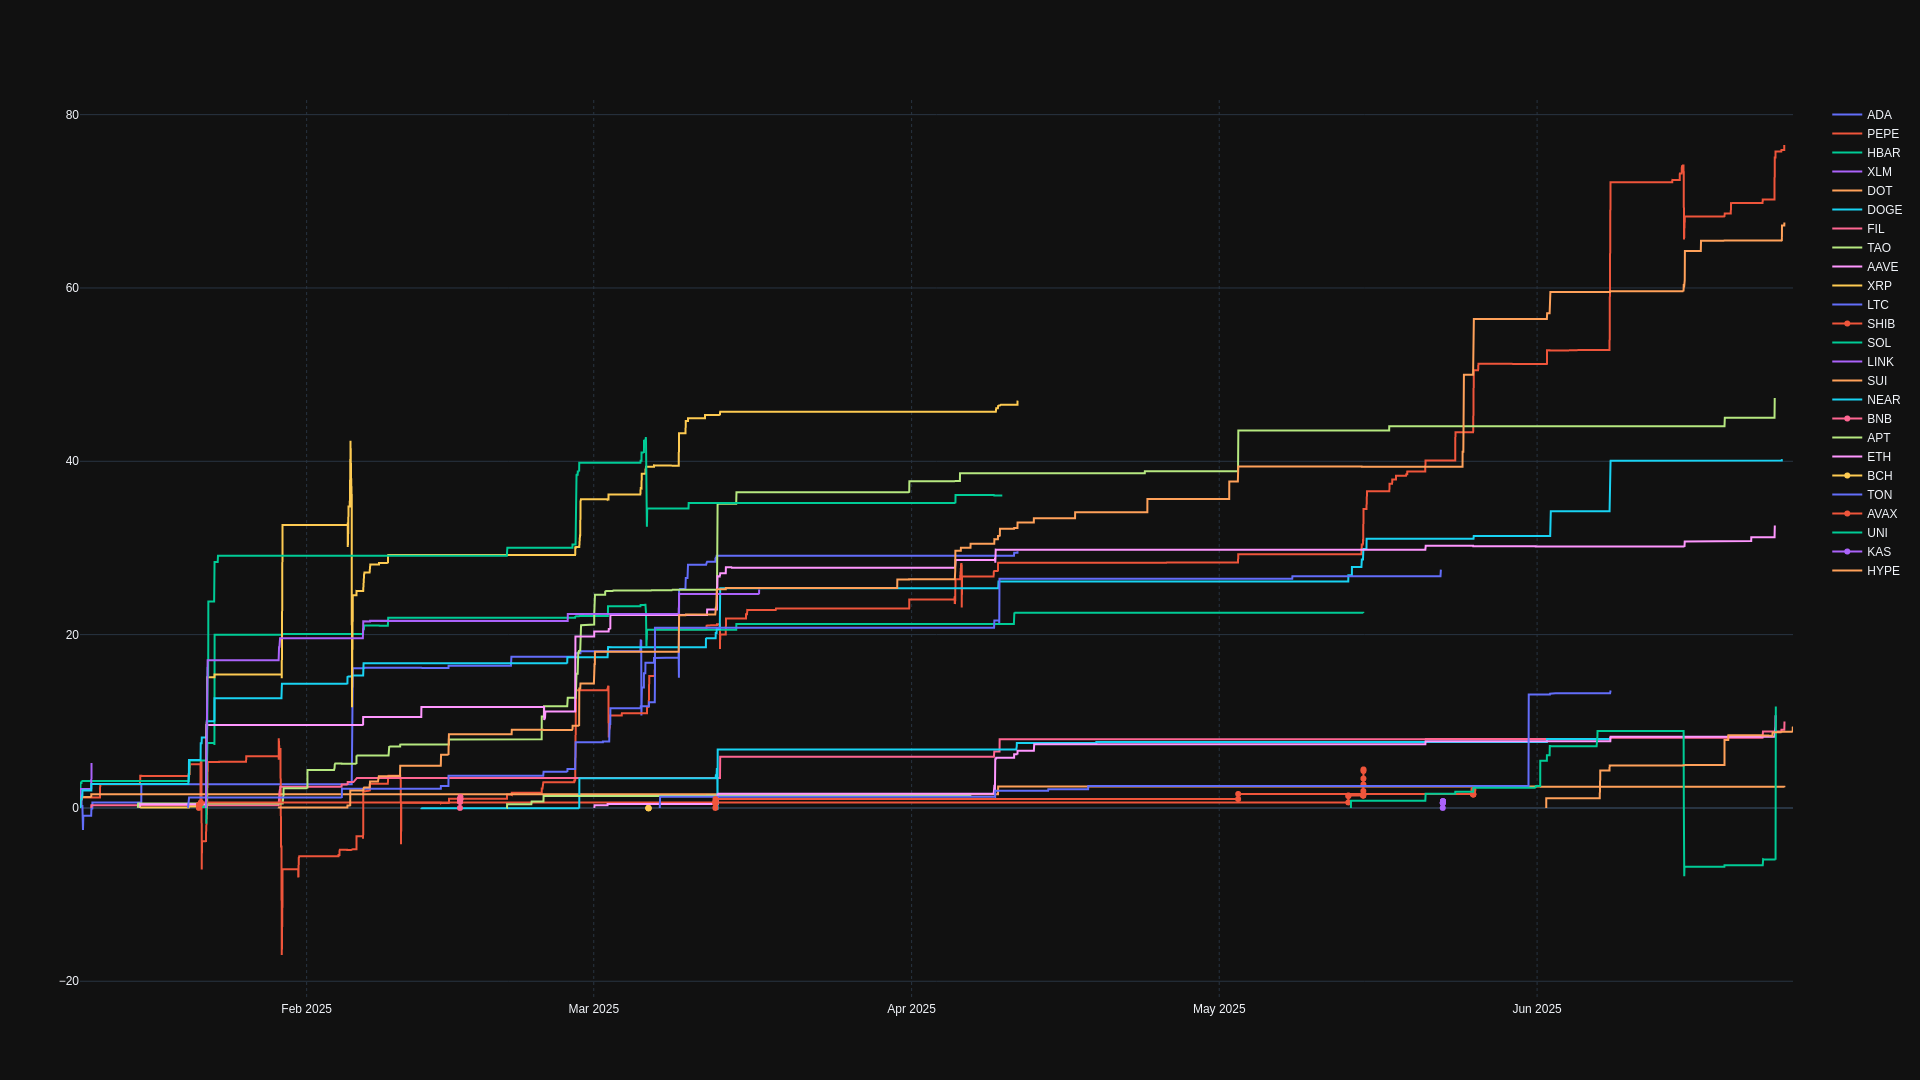 80
60
40
20
0
−20
Feb 2025
Mar 2025
Apr 2025
May 2025
Jun 2025
ADA
PEPE
HBAR
XLM
DOT
DOGE
FIL
TAO
AAVE
XRP
LTC
SHIB
SOL
LINK
SUI
NEAR
BNB
APT
ETH
BCH
TON
AVAX
UNI
KAS
HYPE